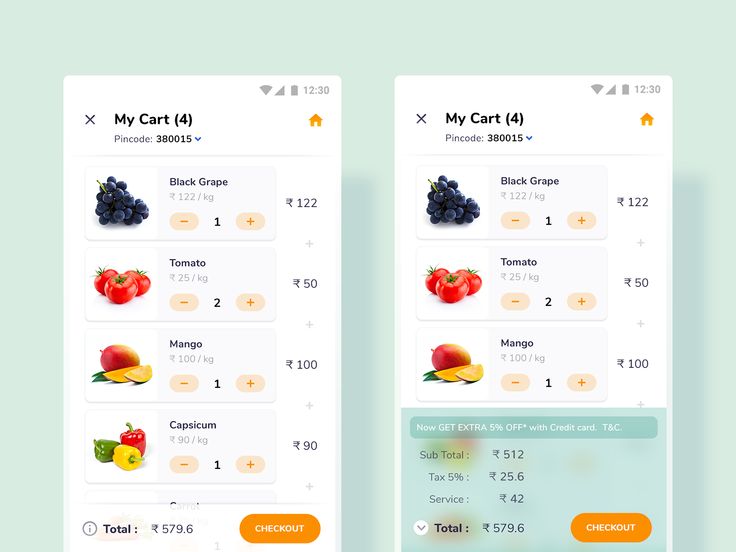 12:30
My Cart (4)
Pincode: 380015
Black Grape
₹ 122 / kg
− 1 +
₹ 122
+
Tomato
₹ 25 / kg
− 2 +
₹ 50
+
Mango
₹ 100 / kg
− 1 +
₹ 100
+
Capsicum
₹ 90 / kg
− 1 +
₹ 90
+
Carrot
Total : ₹ 579.6
CHECKOUT
12:30
My Cart (4)
Pincode: 380015
Black Grape
₹ 122 / kg
− 1 +
₹ 122
+
Tomato
₹ 25 / kg
− 2 +
₹ 50
+
Mango
₹ 100 / kg
− 1 +
₹ 100
+
Now GET EXTRA 5% OFF* with Credit card. T&C.
Sub Total : ₹ 512
Tax 5% : ₹ 25.6
Service : ₹ 42
Total : ₹ 579.6
CHECKOUT